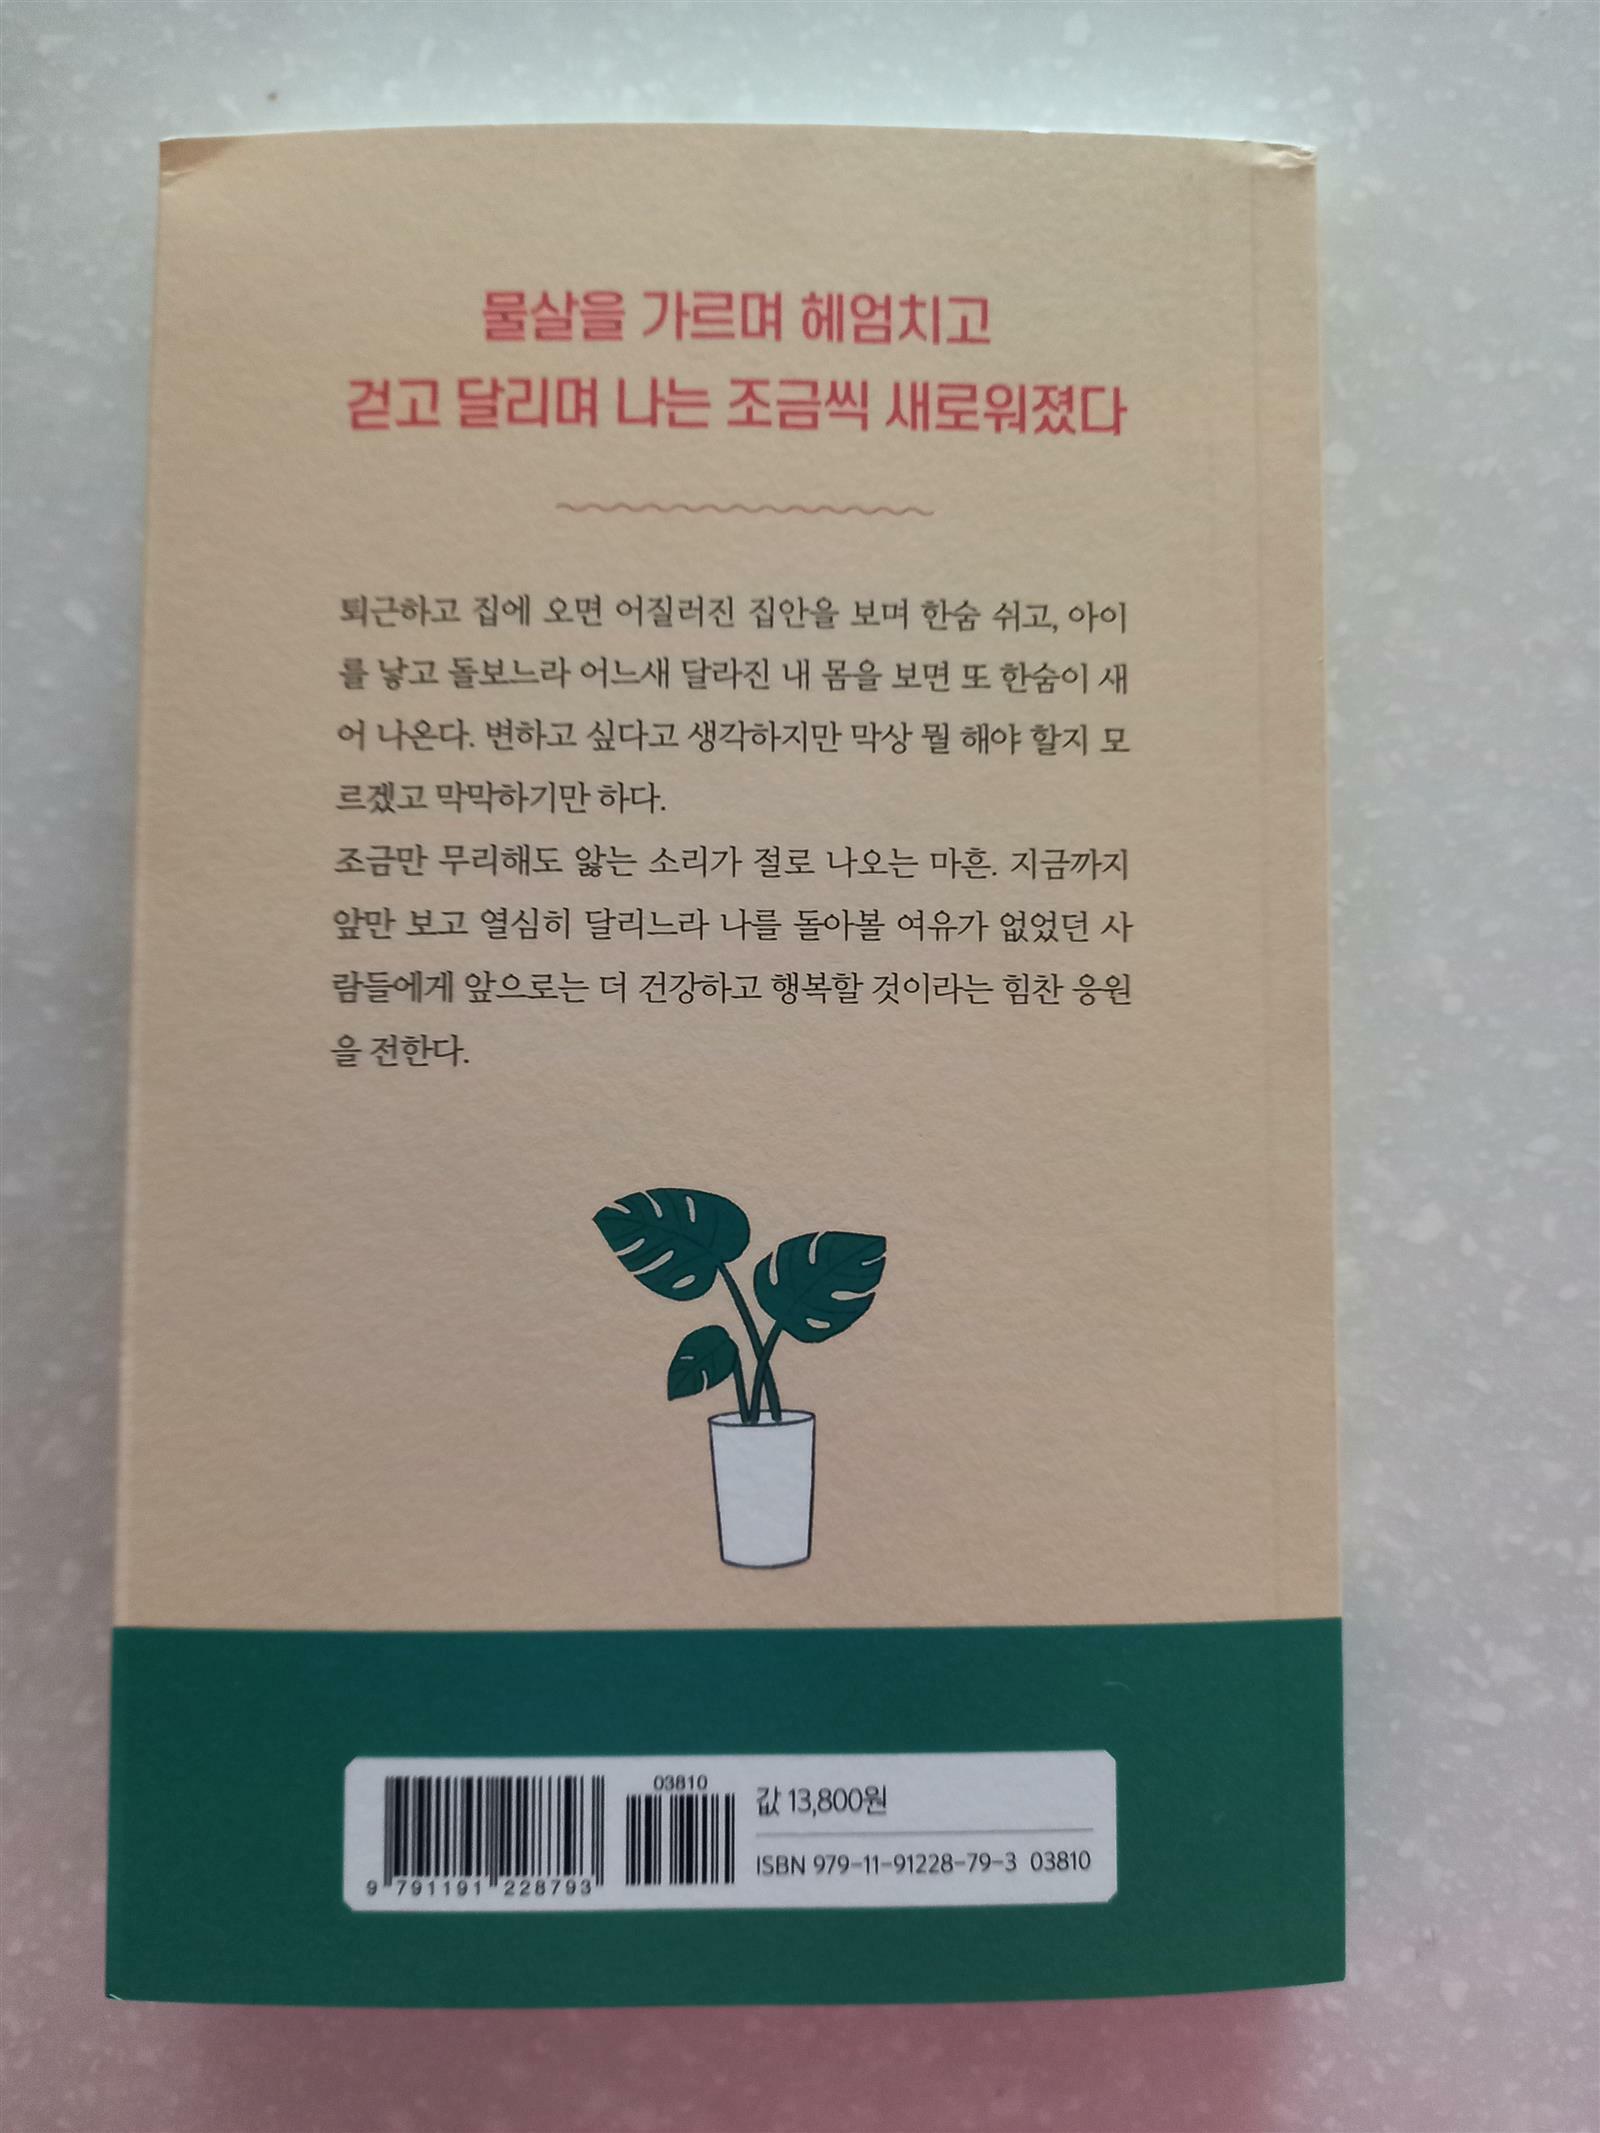 물살을 가르며 헤엄치고
걷고 달리며 나는 조금씩 새로워졌다
퇴근하고 집에 오면 어질러진 집안을 보며 한숨 쉬고, 아이
를 낳고 돌보느라 어느새 달라진 내 몸을 보면 또 한숨이 새
어 나온다. 변하고 싶다고 생각하지만 막상 뭘 해야 할지 모
르겠고 막막하기만 하다.
조금만 무리해도 앓는 소리가 절로 나오는 마흔. 지금까지
앞만 보고 열심히 달리느라 나를 돌아볼 여유가 없었던 사
람들에게 앞으로는 더 건강하고 행복할 것이라는 힘찬 응원
을 전한다.
03810
값 13,800원
ISBN 979-11-91228-79-3 03810
9 791191 228793